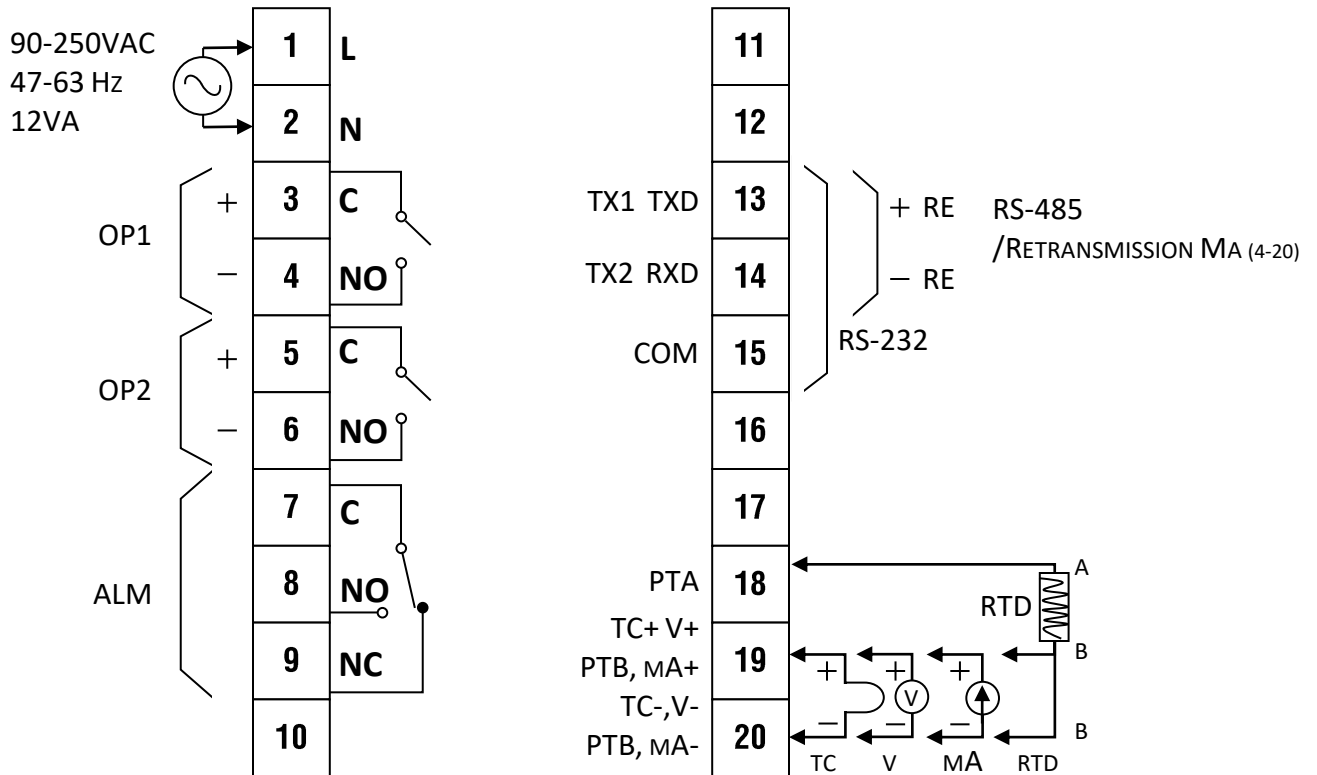 90-250VAC
47-63 Hz
12VA
1 L
2 N
OP1
+ 3 C
− 4 NO
OP2
+ 5 C
− 6 NO
ALM
7 C
8 NO
9 NC
10
11
12
TX1 TXD 13 + RE RS-485
/RETRANSMISSION MA (4-20)
TX2 RXD 14 − RE
RS-232
COM 15
16
17
PTA 18 A
RTD
TC+ V+
PTB, MA+ 19 + + + B
V
TC-,V-
PTB, MA- 20 − − − B
TC V MA RTD